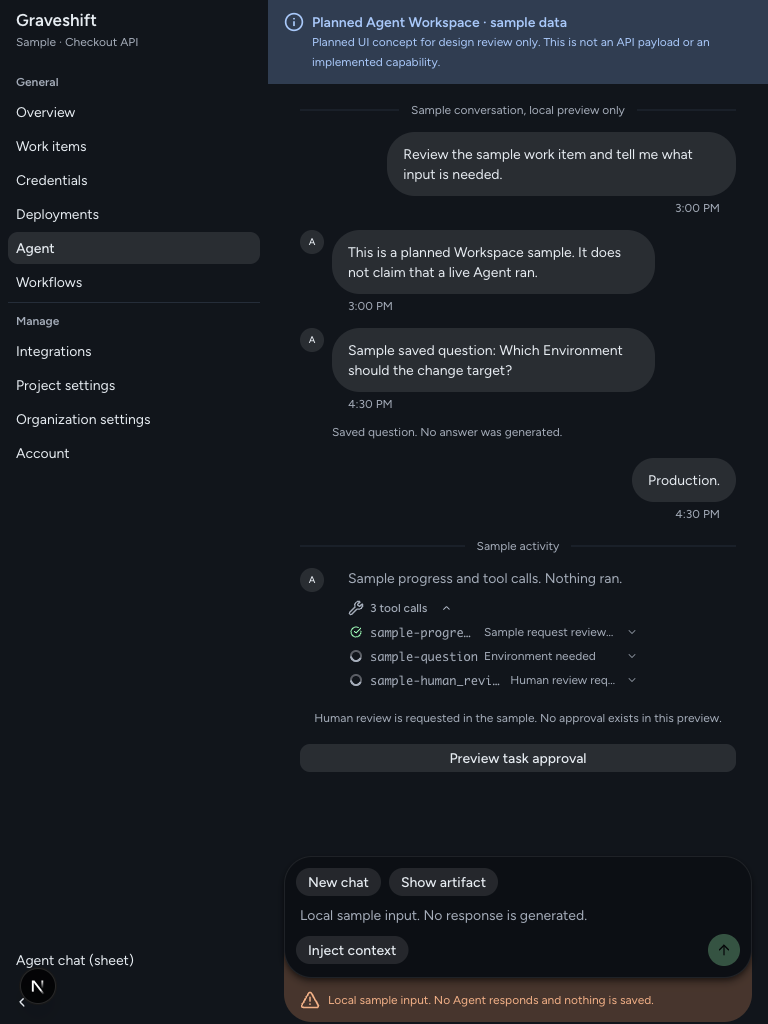 Graveshift
Sample · Checkout API
General
Overview
Work items
Credentials
Deployments
Agent
Workflows
Manage
Integrations
Project settings
Organization settings
Account
Agent chat (sheet)
N
Planned Agent Workspace · sample data
Planned UI concept for design review only. This is not an API payload or an
implemented capability.
Sample conversation, local preview only
Review the sample work item and tell me what
input is needed.
3:00 PM
A
This is a planned Workspace sample. It does
not claim that a live Agent ran.
3:00 PM
A
Sample saved question: Which Environment
should the change target?
4:30 PM
Saved question. No answer was generated.
Production.
4:30 PM
Sample activity
A
Sample progress and tool calls. Nothing ran.
3 tool calls
sample-progre… Sample request review…
sample-question Environment needed
sample-human_revi… Human review req…
Human review is requested in the sample. No approval exists in this preview.
Preview task approval
New chat
Show artifact
Local sample input. No response is generated.
Inject context
Local sample input. No Agent responds and nothing is saved.